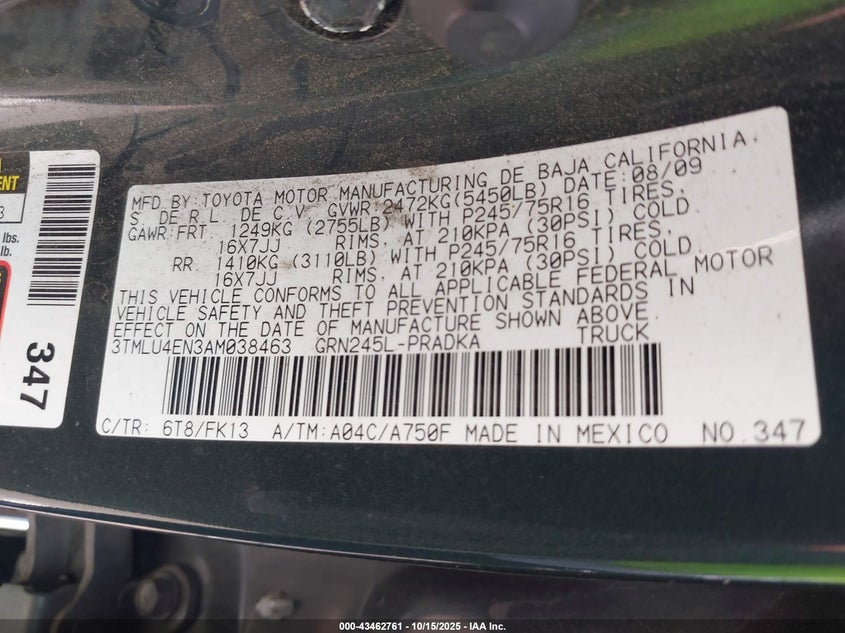 MFD.BY:TOYOTA MOTOR MANUFACTURING DE BAJA CALIFORNIA,
S. DE R.L. DE C.V. GVWR 2472KG(5450LB) DATE:08/09
GAWR:FRT. 1249KG (2755LB) WITH P245/75R16 TIRES,
16X7JJ RIMS, AT 210KPA (30PSI) COLD
RR. 1410KG (3110LB) WITH P245/75R16 TIRES,
16X7JJ RIMS, AT 210KPA (30PSI) COLD
THIS VEHICLE CONFORMS TO ALL APPLICABLE FEDERAL MOTOR
VEHICLE SAFETY AND THEFT PREVENTION STANDARDS IN
EFFECT ON THE DATE OF MANUFACTURE SHOWN ABOVE.
3TMLU4EN3AM038463 GRN245L-PRADKA TRUCK
C/TR: 6T8/FK13 A/TM:A04C/A750F MADE IN MEXICO NO.347
lbs.
lb.
347
000-43462761 - 10/15/2025 - IAA Inc.